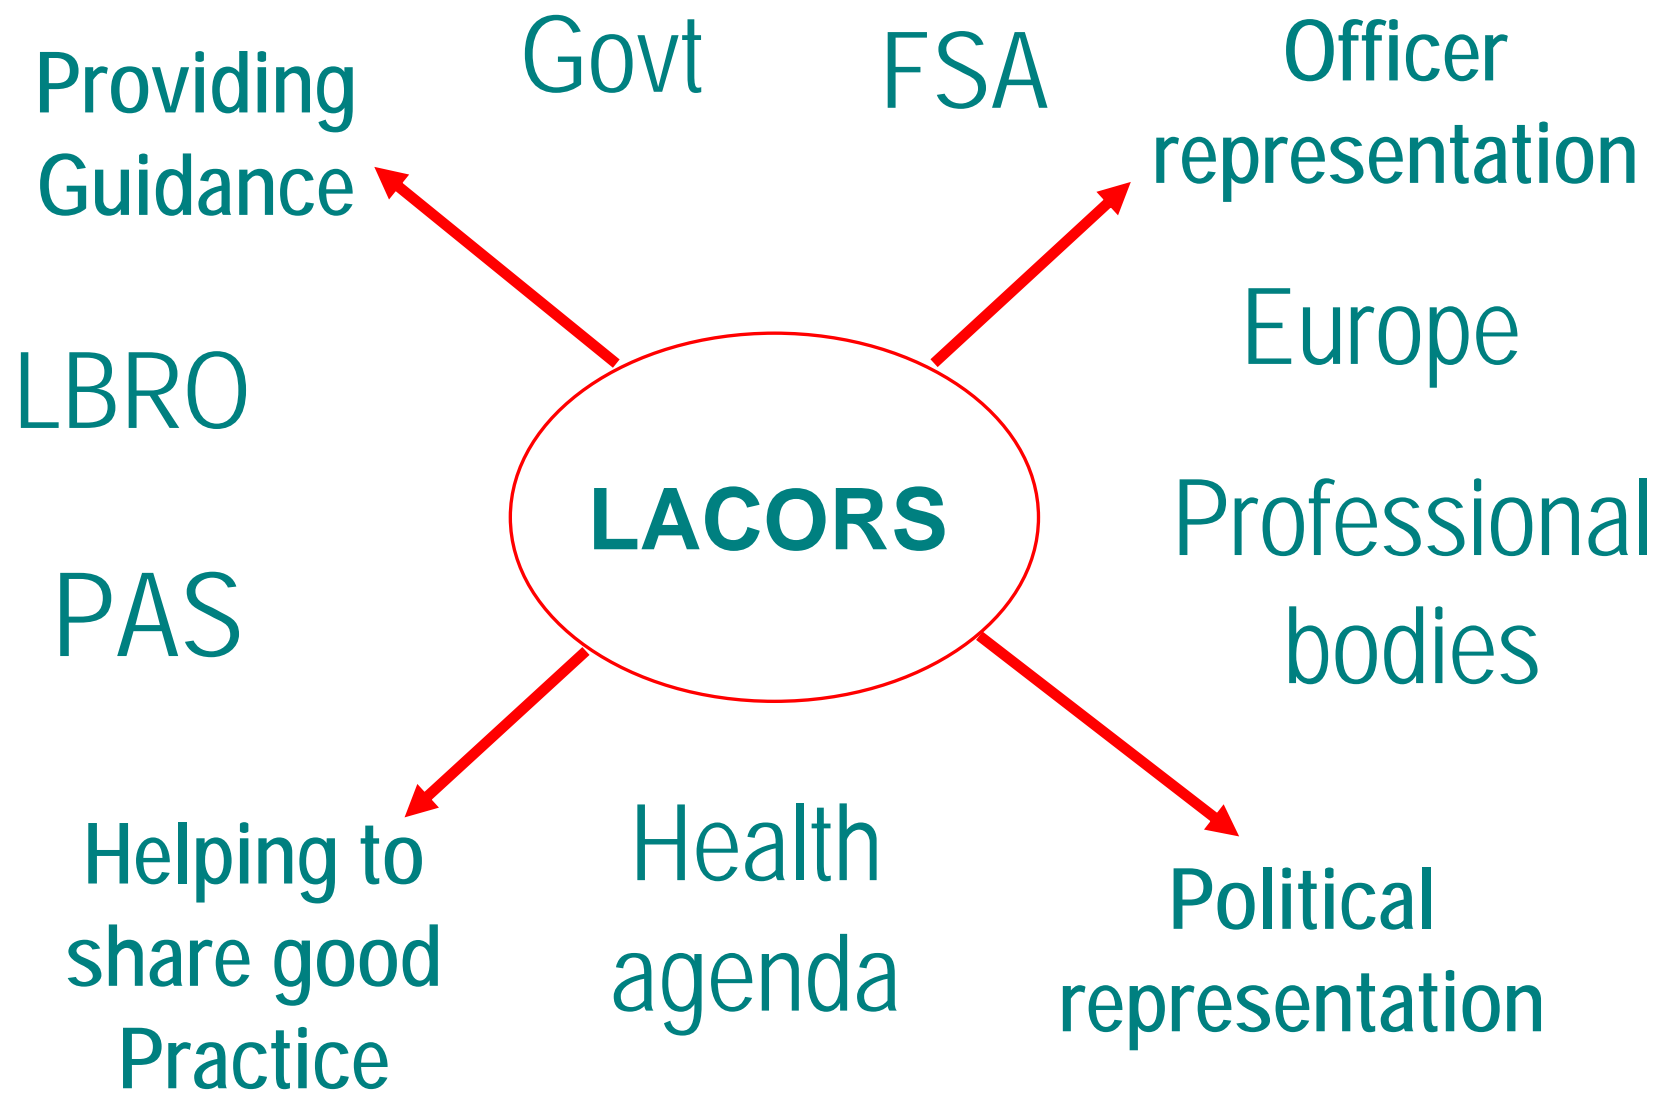 Govt
FSA
Officer
representation
Providing
Guidance
Europe
LBRO
LACORS
Professional
bodies
PAS
Health
agenda
Helping to
share good
Practice
Political
representation